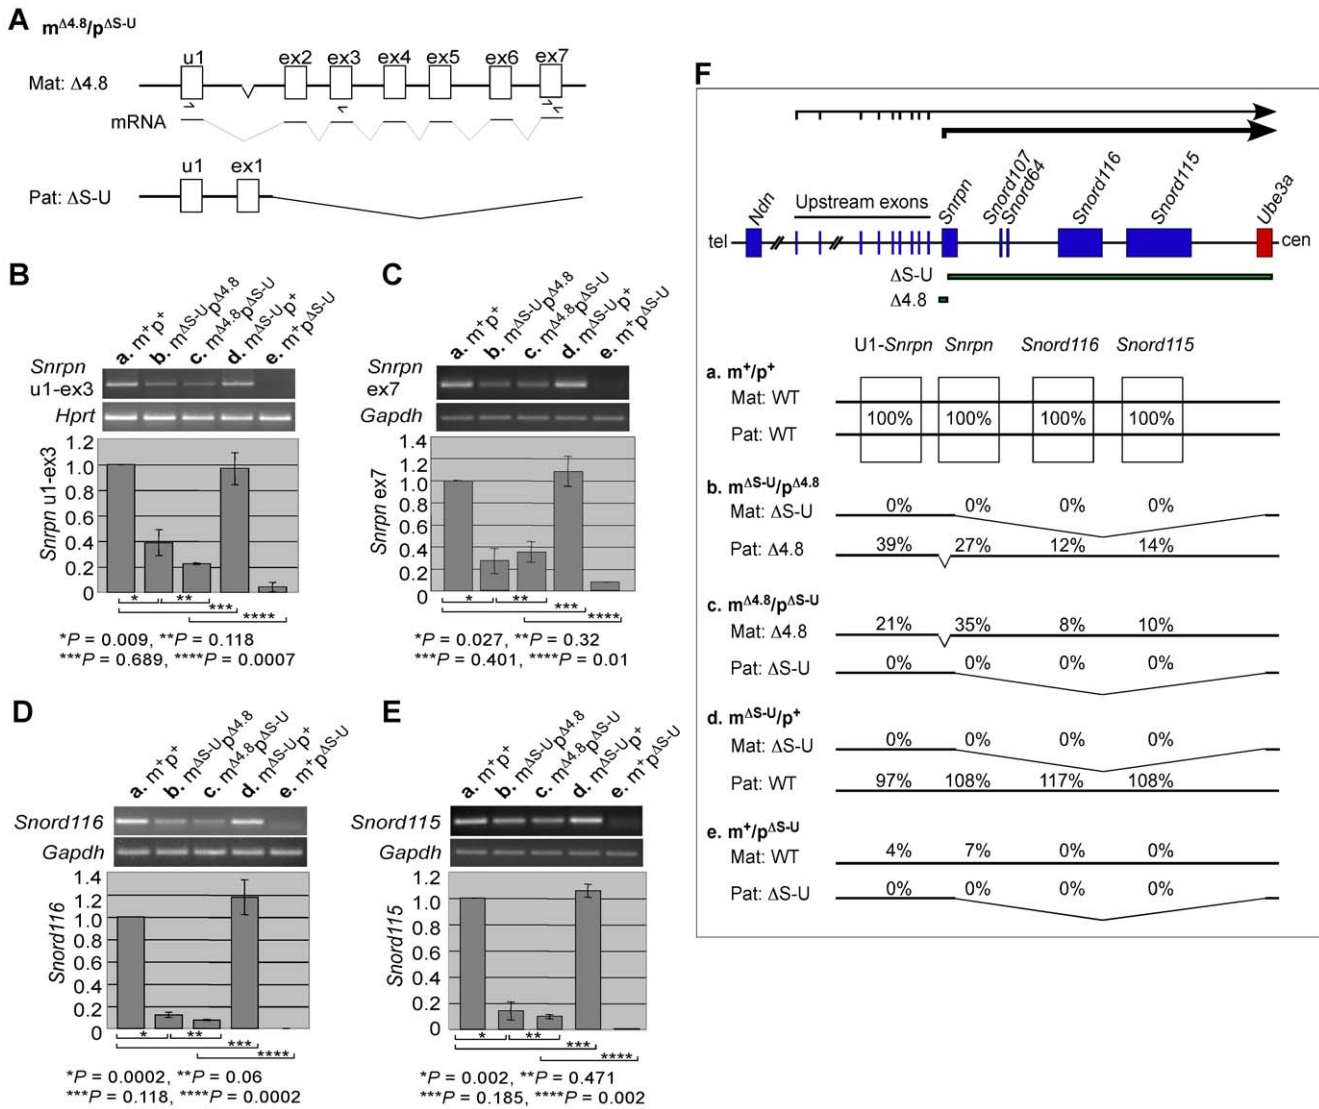 A m^Δ4.8/p^ΔS-U
u1 ex2 ex3 ex4 ex5 ex6 ex7
Mat: Δ4.8
mRNA
u1 ex1
Pat: ΔS-U
B
a. m⁺p⁺
b. m^ΔS-U p^Δ4.8
c. m^Δ4.8 p^ΔS-U
d. m^ΔS-U p⁺
e. m⁺p^ΔS-U
Snrpn
u1-ex3
Hprt
Snrpn u1-ex3
1.2
1.0
0.8
0.6
0.4
0.2
0
* ** *** ****
*P = 0.009, **P = 0.118
***P = 0.689, ****P = 0.0007
C
a. m⁺p⁺
b. m^ΔS-U p^Δ4.8
c. m^Δ4.8 p^ΔS-U
d. m^ΔS-U p⁺
e. m⁺p^ΔS-U
Snrpn
ex7
Gapdh
Snrpn ex7
1.4
1.2
1.0
0.8
0.6
0.4
0.2
0
* ** *** ****
*P = 0.027, **P = 0.32
***P = 0.401, ****P = 0.01
D
a. m⁺p⁺
b. m^ΔS-U p^Δ4.8
c. m^Δ4.8 p^ΔS-U
d. m^ΔS-U p⁺
e. m⁺p^ΔS-U
Snord116
Gapdh
Snord116
1.4
1.2
1.0
0.8
0.6
0.4
0.2
0
* ** *** ****
*P = 0.0002, **P = 0.06
***P = 0.118, ****P = 0.0002
E
a. m⁺p⁺
b. m^ΔS-U p^Δ4.8
c. m^Δ4.8 p^ΔS-U
d. m^ΔS-U p⁺
e. m⁺p^ΔS-U
Snord115
Gapdh
Snord115
1.2
1.0
0.8
0.6
0.4
0.2
0
* ** *** ****
*P = 0.002, **P = 0.471
***P = 0.185, ****P = 0.002
F
Ndn
Upstream exons
Snrpn
Snord107
Snord64
Snord116
Snord115
Ube3a
tel cen
ΔS-U
Δ4.8
U1-Snrpn Snrpn Snord116 Snord115
a. m⁺/p⁺
Mat: WT
100% 100% 100% 100%
Pat: WT
b. m^ΔS-U/p^Δ4.8
Mat: ΔS-U 0% 0% 0% 0%
Pat: Δ4.8 39% 27% 12% 14%
c. m^Δ4.8/p^ΔS-U
Mat: Δ4.8 21% 35% 8% 10%
Pat: ΔS-U 0% 0% 0% 0%
d. m^ΔS-U/p⁺
Mat: ΔS-U 0% 0% 0% 0%
Pat: WT 97% 108% 117% 108%
e. m⁺/p^ΔS-U
Mat: WT 4% 7% 0% 0%
Pat: ΔS-U 0% 0% 0% 0%